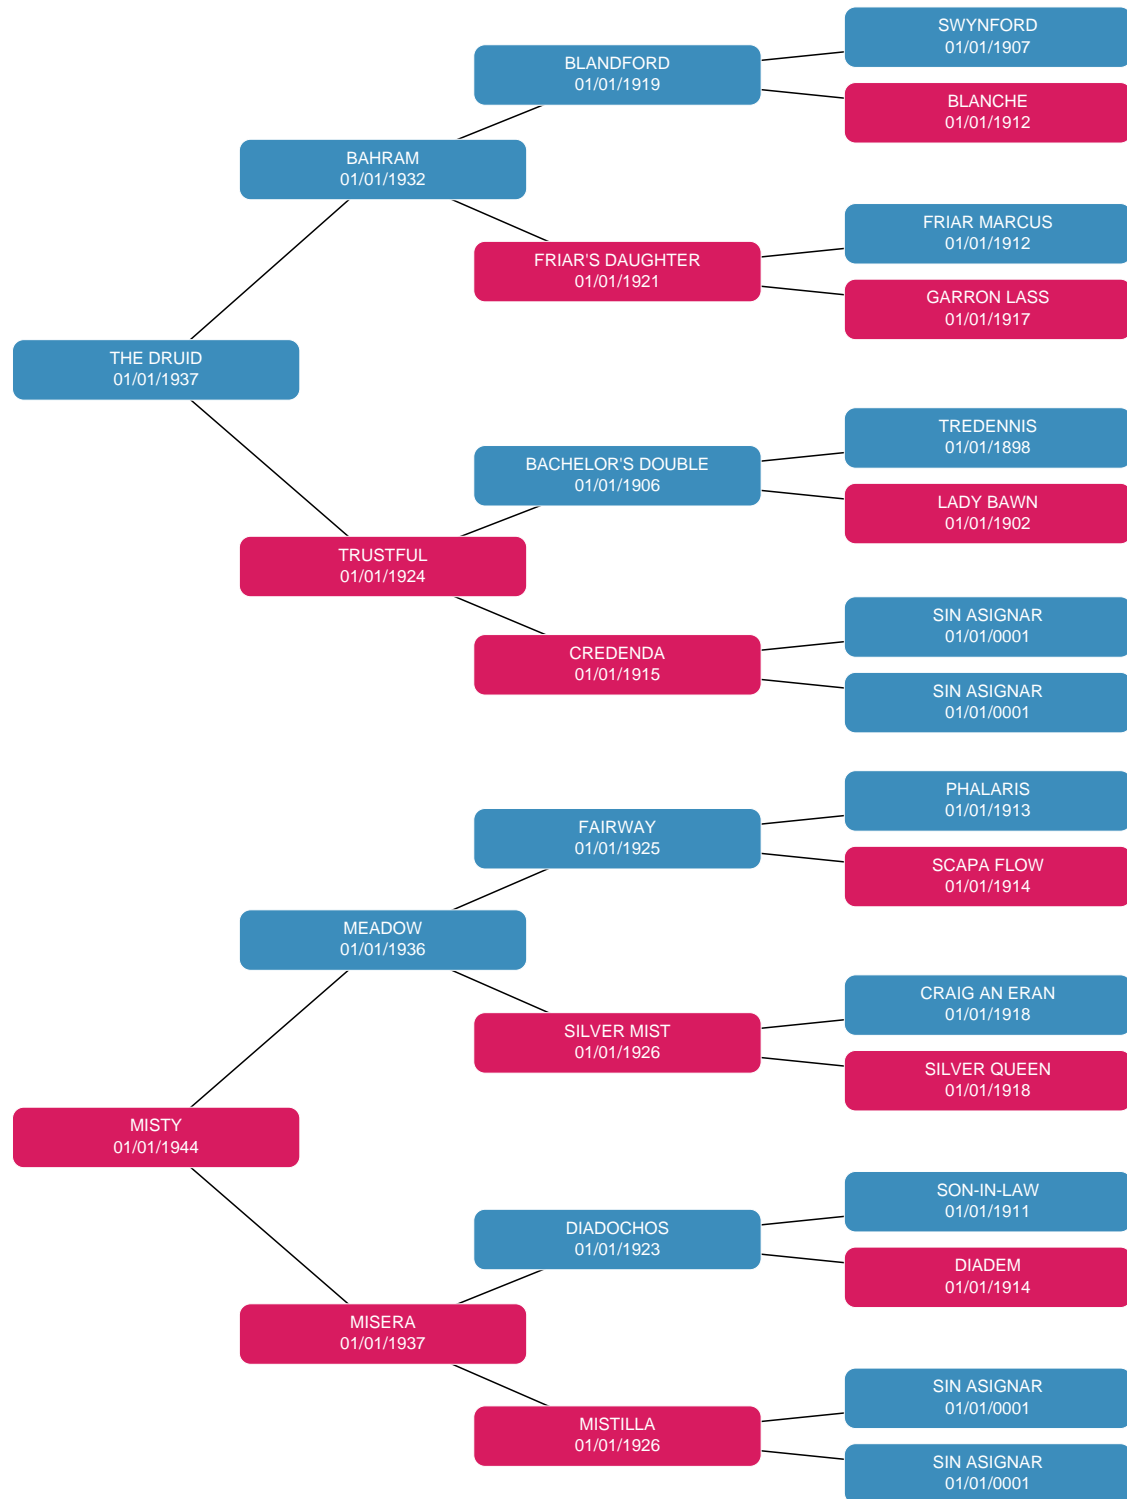 SWYNFORD
01/01/1907
BLANDFORD
01/01/1919
BLANCHE
01/01/1912
BAHRAM
01/01/1932
FRIAR MARCUS
01/01/1912
FRIAR'S DAUGHTER
01/01/1921
GARRON LASS
01/01/1917
THE DRUID
01/01/1937
TREDENNIS
01/01/1898
BACHELOR'S DOUBLE
01/01/1906
LADY BAWN
01/01/1902
TRUSTFUL
01/01/1924
SIN ASIGNAR
01/01/0001
CREDENDA
01/01/1915
SIN ASIGNAR
01/01/0001
PHALARIS
01/01/1913
FAIRWAY
01/01/1925
SCAPA FLOW
01/01/1914
MEADOW
01/01/1936
CRAIG AN ERAN
01/01/1918
SILVER MIST
01/01/1926
SILVER QUEEN
01/01/1918
MISTY
01/01/1944
SON-IN-LAW
01/01/1911
DIADOCHOS
01/01/1923
DIADEM
01/01/1914
MISERA
01/01/1937
SIN ASIGNAR
01/01/0001
MISTILLA
01/01/1926
SIN ASIGNAR
01/01/0001